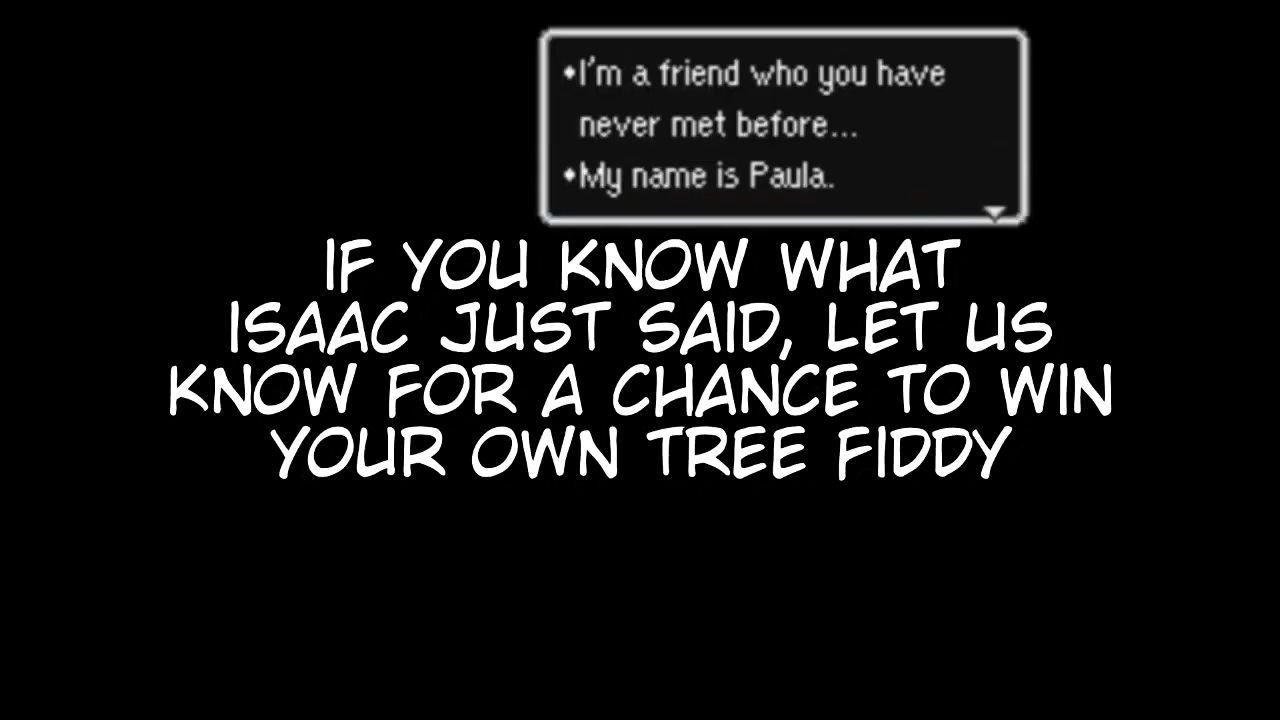 •I'm a friend who you have
never met before...
•My name is Paula.
IF YOU KNOW WHAT
ISAAC JUST SAID, LET US
KNOW FOR A CHANCE TO WIN
YOUR OWN TREE FIDDY